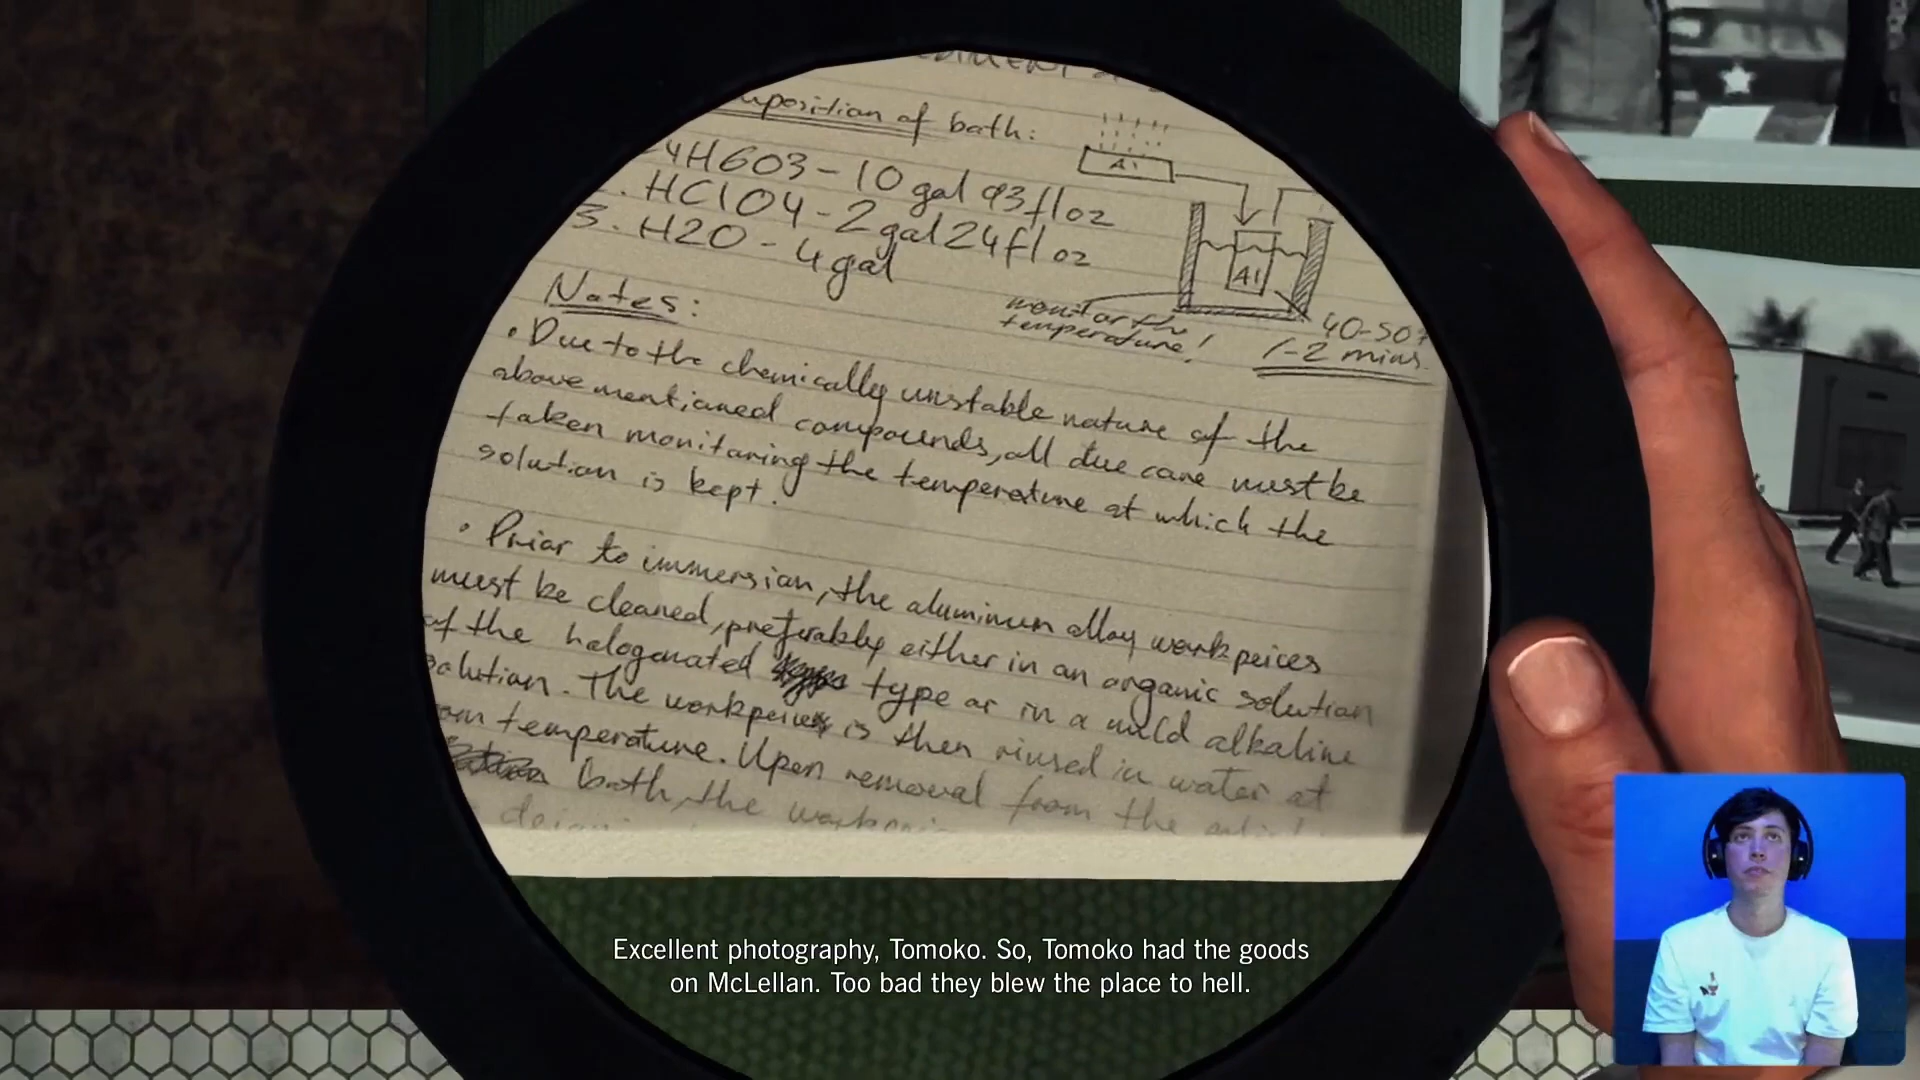 mposition of bath:
4H6O3 - 10 gal 93 fl oz
. HClO4 - 2 gal 24 fl oz
3. H2O - 4 gal
Al
Al
monitor the
temperature!
40-50?
1-2 mins.
Notes:
• Due to the chemically unstable nature of the
above mentioned compounds, all due care must be
taken monitoring the temperature at which the
solution is kept.
• Prior to immersion, the aluminum alloy workpeices
must be cleaned, preferably either in an organic solution
of the halogenated type or in a mild alkaline
solution. The workpeices is then rinsed in water at
om temperature. Upon removal from the
bath, the
Excellent photography, Tomoko. So, Tomoko had the goods
on McLellan. Too bad they blew the place to hell.